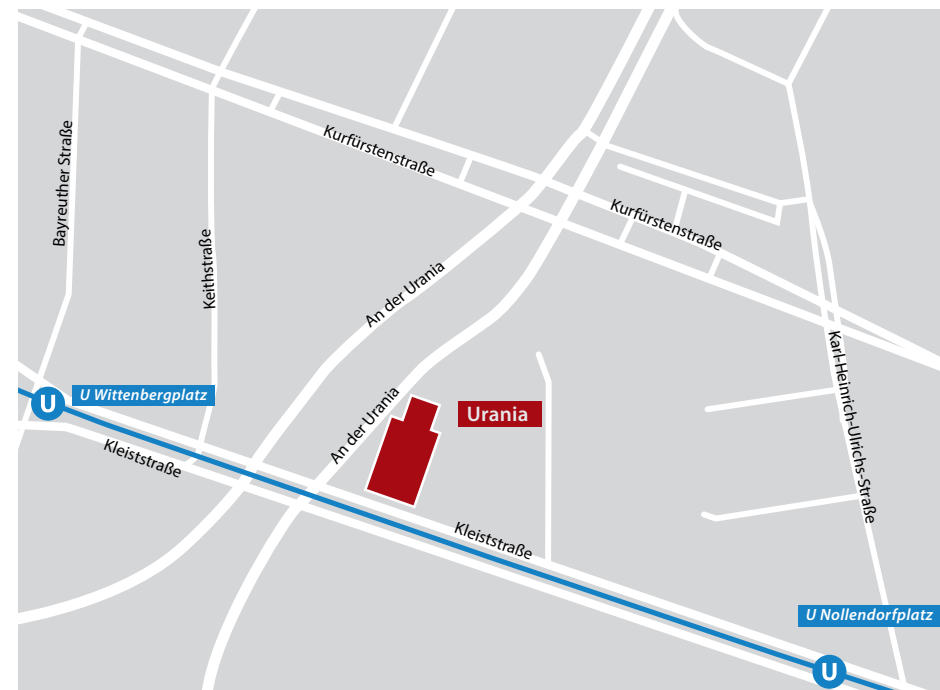 Kurfürstenstraße
Bayreuther Straße
Kurfürstenstraße
Keithstraße
An der Urania
Karl-Heinrich-Ulrichs-Straße
U Wittenbergplatz
U
An der Urania
Urania
Kleiststraße
Kleiststraße
U Nollendorfplatz
U